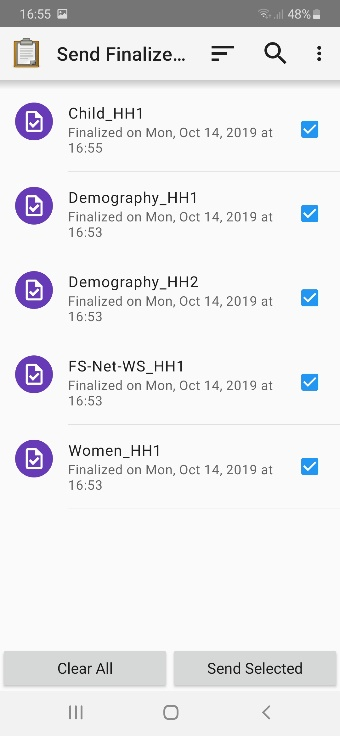 16:55 48%
Send Finalize...
Child_HH1
Finalized on Mon, Oct 14, 2019 at
16:55
Demography_HH1
Finalized on Mon, Oct 14, 2019 at
16:53
Demography_HH2
Finalized on Mon, Oct 14, 2019 at
16:53
FS-Net-WS_HH1
Finalized on Mon, Oct 14, 2019 at
16:53
Women_HH1
Finalized on Mon, Oct 14, 2019 at
16:53
Clear All Send Selected